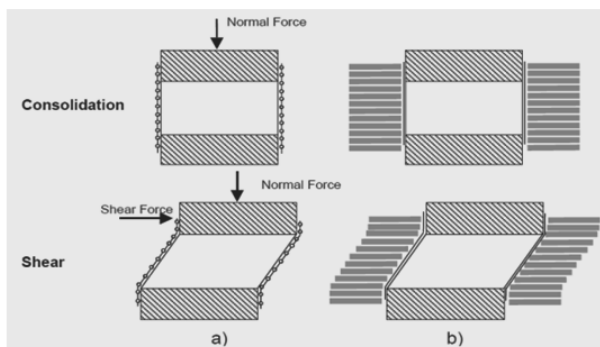 Normal Force
Consolidation
Normal Force
Shear Force
Shear
a)
b)